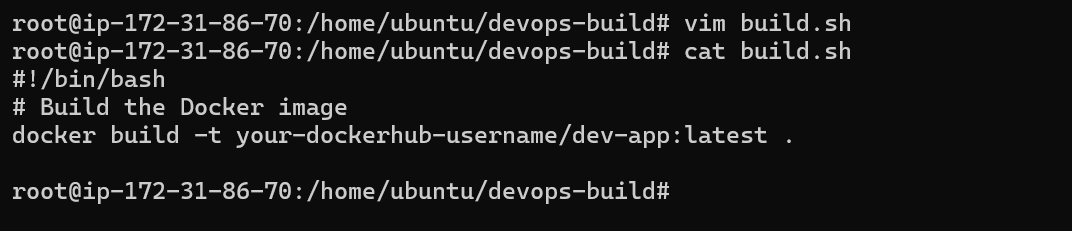 root@ip-172-31-86-70:/home/ubuntu/devops-build# vim build.sh
root@ip-172-31-86-70:/home/ubuntu/devops-build# cat build.sh
#!/bin/bash
# Build the Docker image
docker build -t your-dockerhub-username/dev-app:latest .
root@ip-172-31-86-70:/home/ubuntu/devops-build#